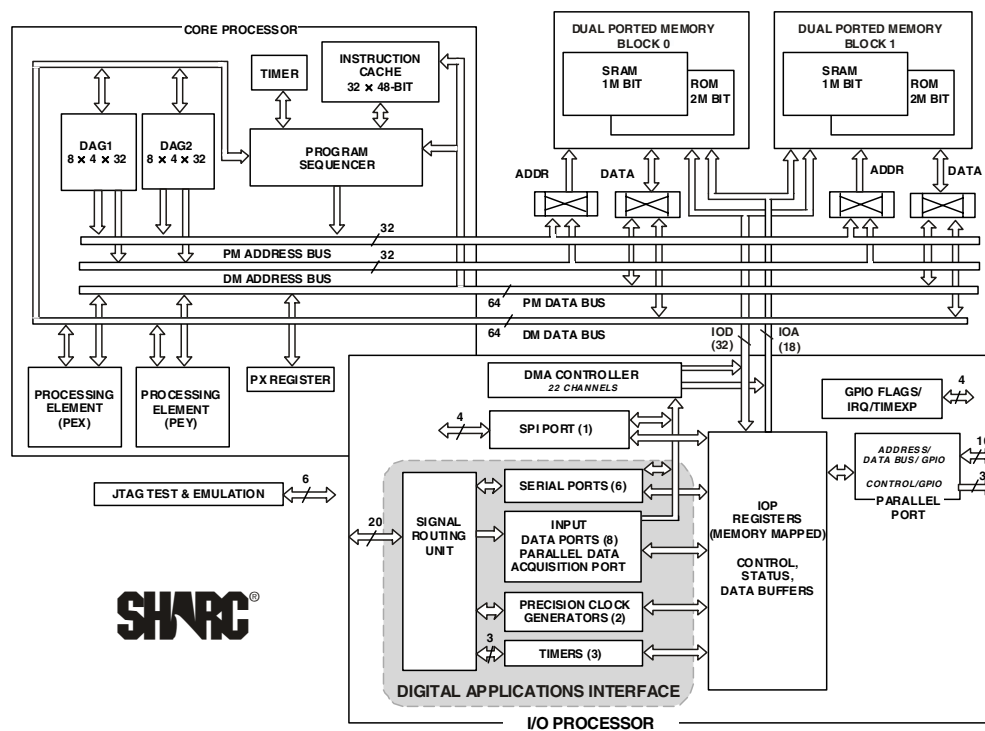 CORE PROCESSOR
TIMER
INSTRUCTION
CACHE
32 × 48-BIT
DAG1
8 × 4 × 32
DAG2
8 × 4 × 32
PROGRAM
SEQUENCER
DUAL PORTED MEMORY
BLOCK 0
SRAM
1M BIT
ROM
2M BIT
DUAL PORTED MEMORY
BLOCK 1
SRAM
1M BIT
ROM
2M BIT
ADDR
DATA
ADDR
DATA
32
PM ADDRESS BUS
32
DM ADDRESS BUS
64
PM DATA BUS
64
DM DATA BUS
IOD
(32)
IOA
(18)
PROCESSING
ELEMENT
(PEX)
PROCESSING
ELEMENT
(PEY)
PX REGISTER
DMA CONTROLLER
22 CHANNELS
GPIO FLAGS/
IRQ/TIMEXP
4
4
SPI PORT (1)
ADDRESS/
DATA BUS/ GPIO
CONTROL/GPIO
PARALLEL
PORT
3
JTAG TEST & EMULATION
6
20
SIGNAL
ROUTING
UNIT
SERIAL PORTS (6)
INPUT
DATA PORTS (8)
PARALLEL DATA
ACQUISITION PORT
PRECISION CLOCK
GENERATORS (2)
3
TIMERS (3)
IOP
REGISTERS
(MEMORY MAPPED)
CONTROL,
STATUS,
DATA BUFFERS
SHARC®
DIGITAL APPLICATIONS INTERFACE
I/O PROCESSOR